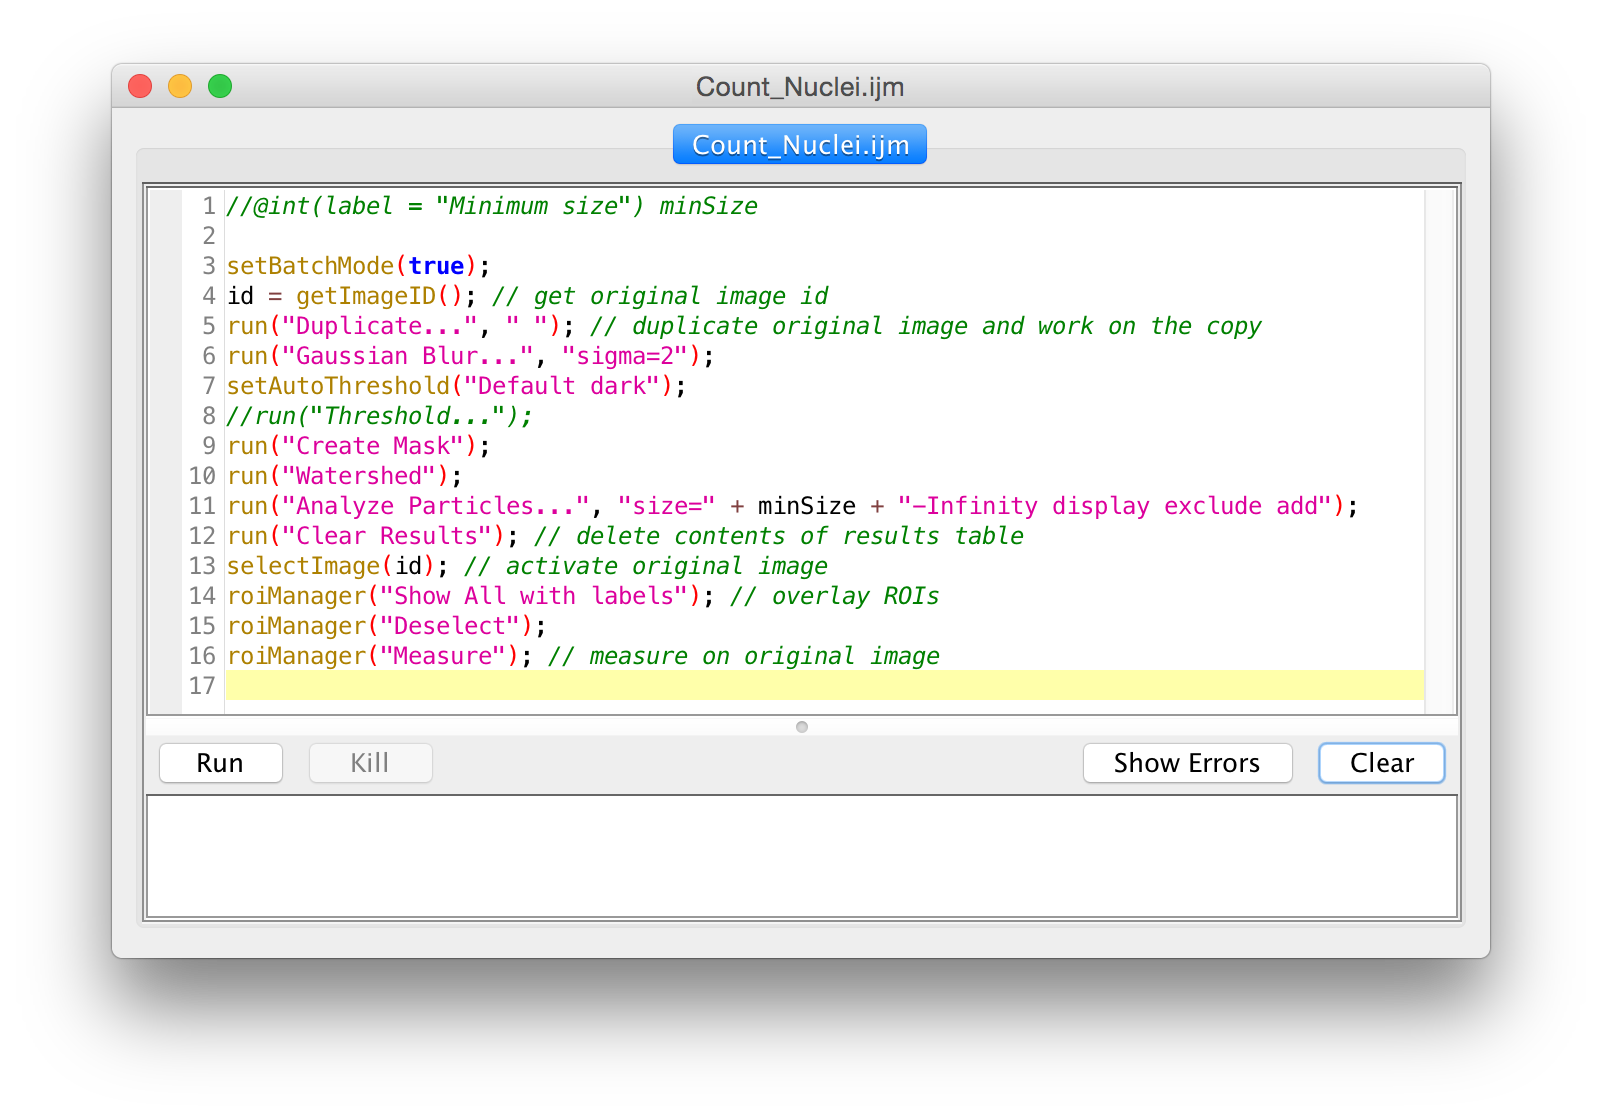 Count_Nuclei.ijm
Count_Nuclei.ijm
1 //@int(label = "Minimum size") minSize
2
3 setBatchMode(true);
4 id = getImageID(); // get original image id
5 run("Duplicate...", " "); // duplicate original image and work on the copy
6 run("Gaussian Blur...", "sigma=2");
7 setAutoThreshold("Default dark");
8 //run("Threshold...");
9 run("Create Mask");
10 run("Watershed");
11 run("Analyze Particles...", "size=" + minSize + "-Infinity display exclude add");
12 run("Clear Results"); // delete contents of results table
13 selectImage(id); // activate original image
14 roiManager("Show All with labels"); // overlay ROIs
15 roiManager("Deselect");
16 roiManager("Measure"); // measure on original image
17
Run Kill Show Errors Clear